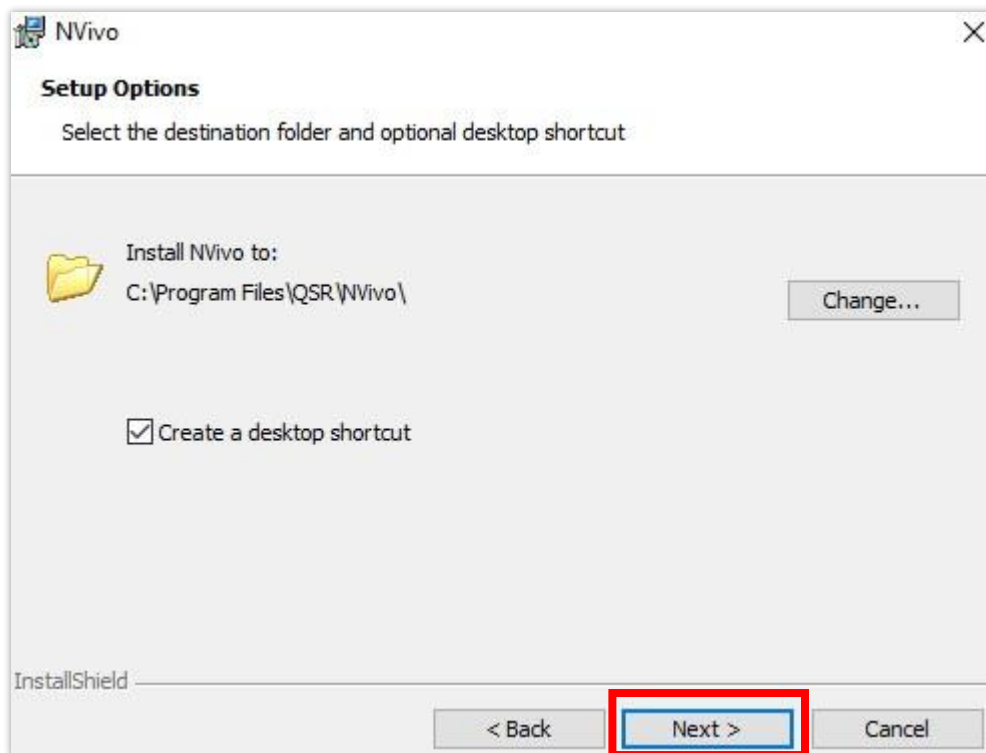 NVivo
Setup Options
Select the destination folder and optional desktop shortcut
Install NVivo to:
C:\Program Files\QSR\NVivo\
Change...
Create a desktop shortcut
InstallShield
< Back
Next >
Cancel